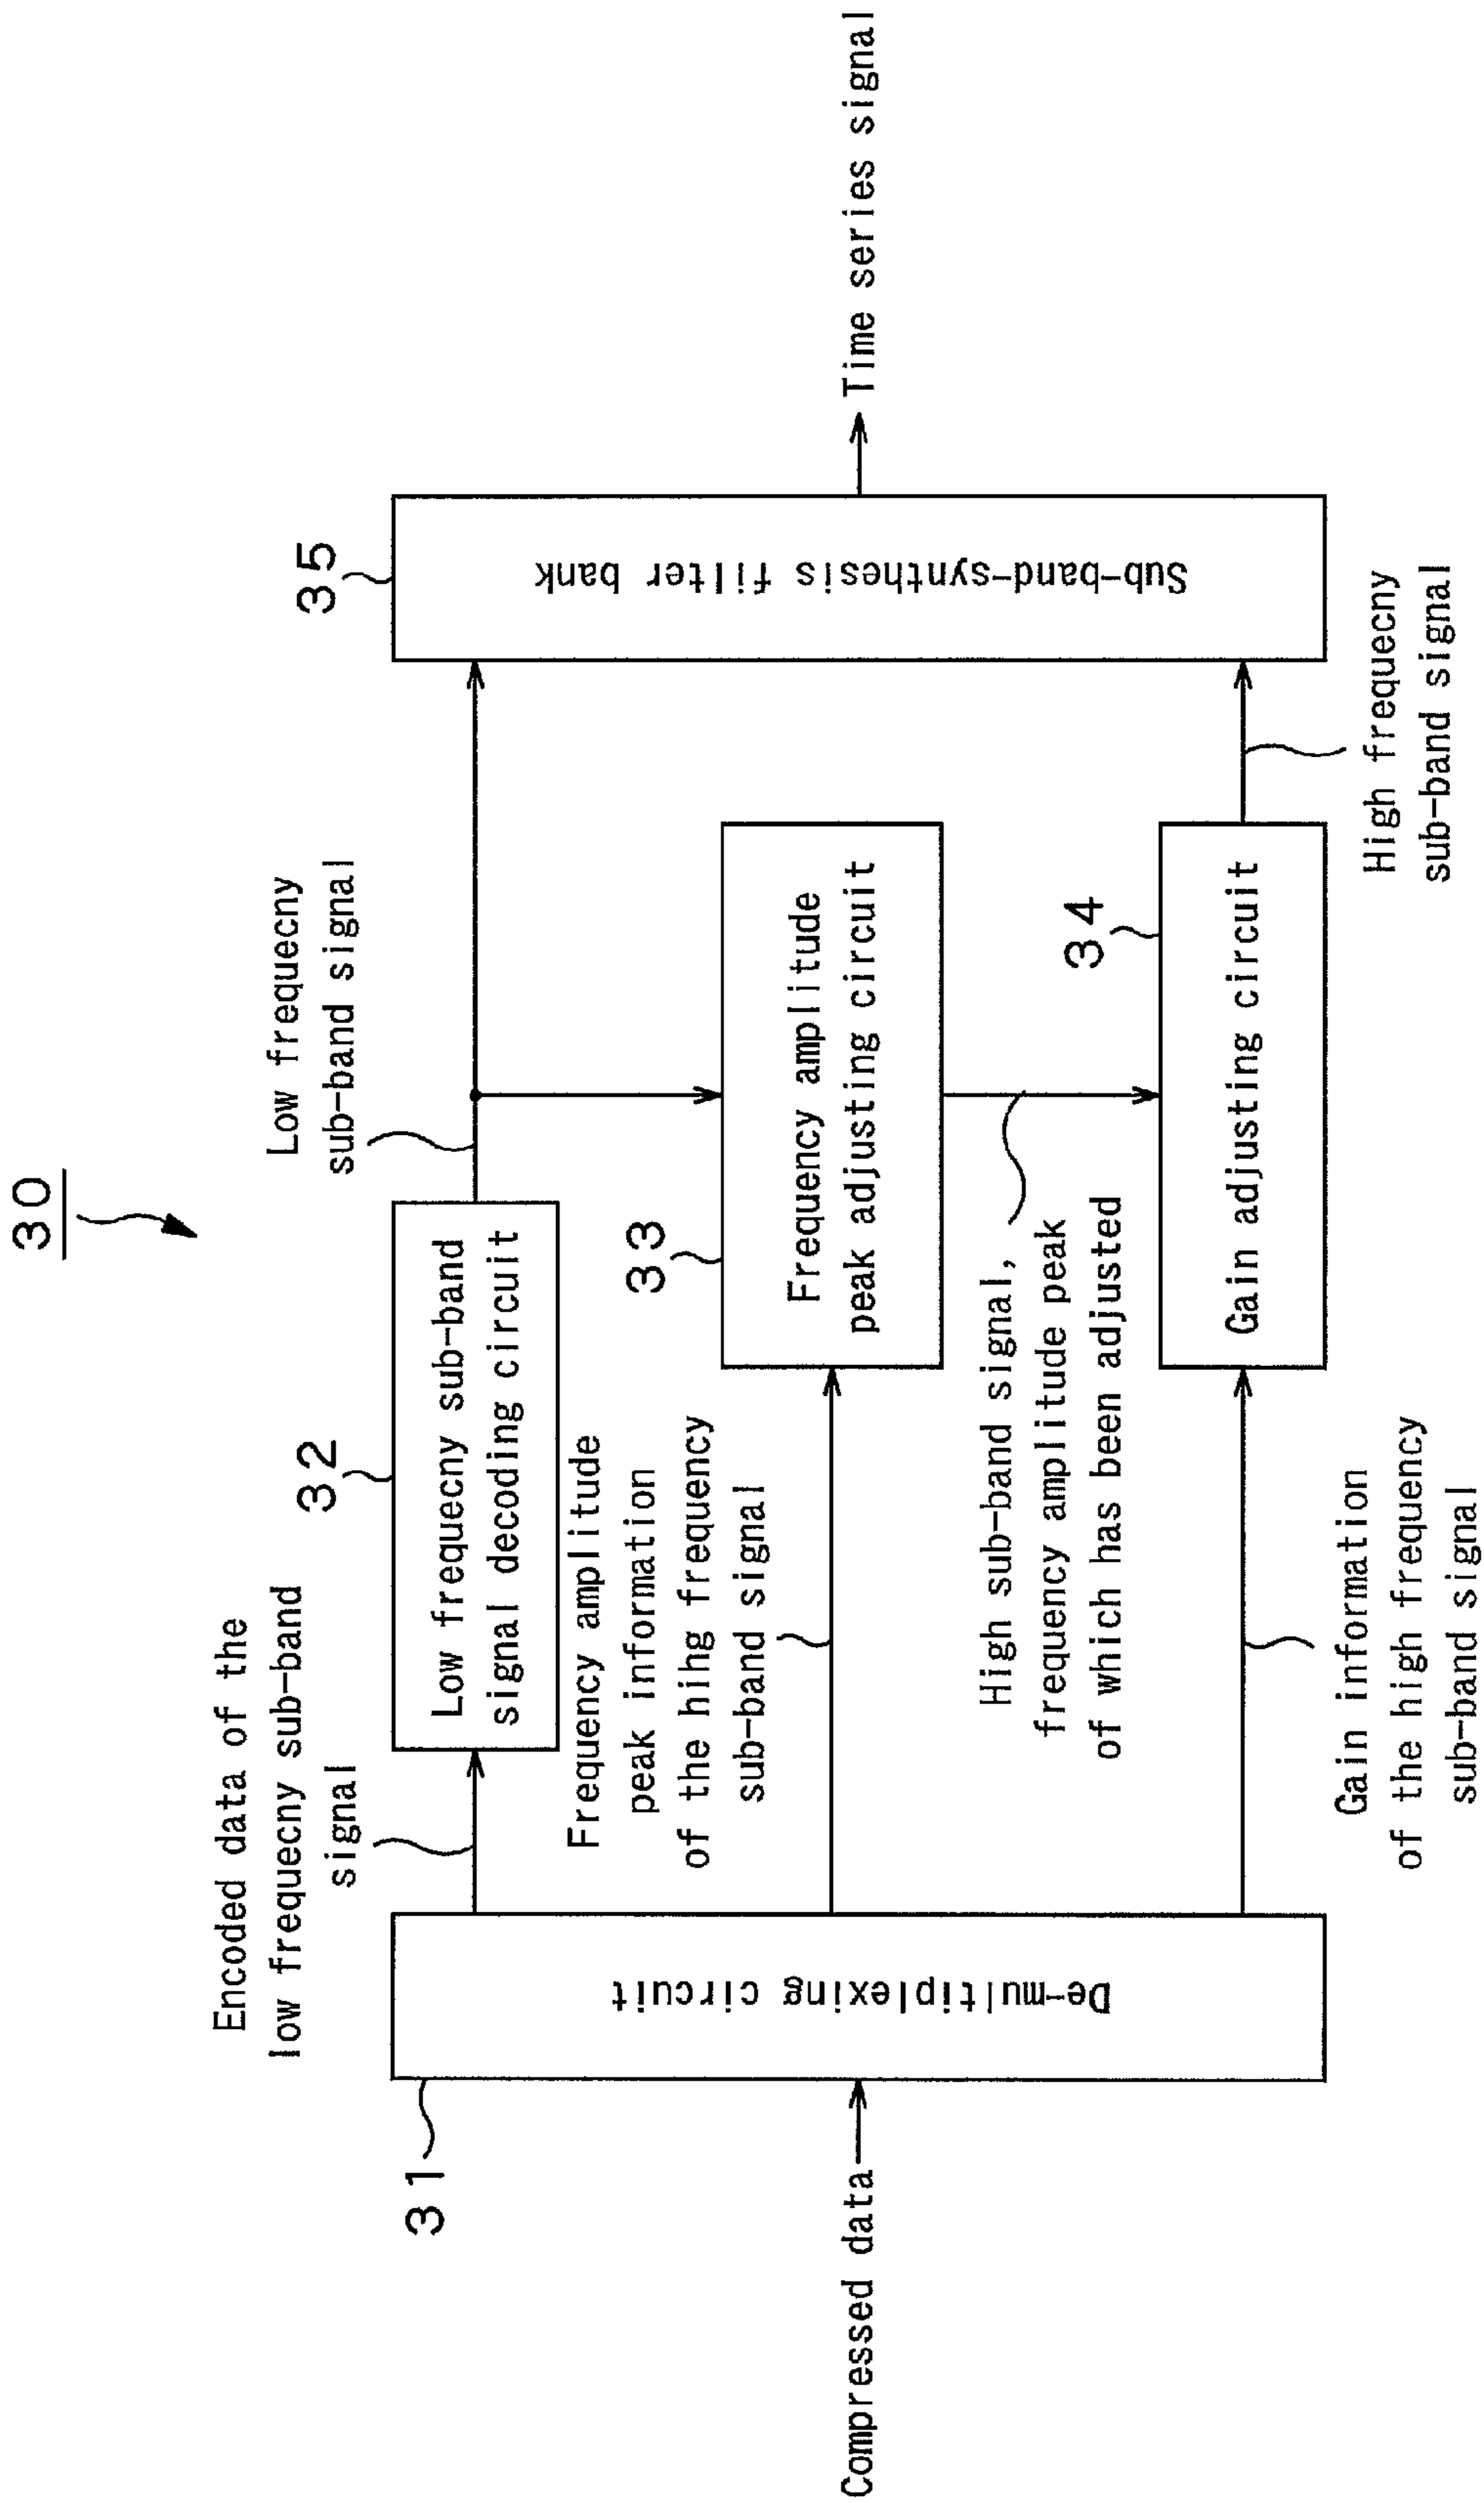 30
Encoded data of the
low frequecny sub-band
signal
Low frequecny
sub-band signal
31
32
35
Low frequecny sub-band
signal decoding circuit
Frequency amplitude
peak information
of the hihg frequency
sub-band signal
33
Frequency amplitude
peak adjusting circuit
Compressed data
De-multiplexing circuit
Sub-band-synthesis filter bank
Time series signal
High sub-band signal,
frequency amplitude peak
of which has been adjusted
34
Gain adjusting circuit
Gain information
of the high frequency
sub-band signal
High frequecny
sub-band signal